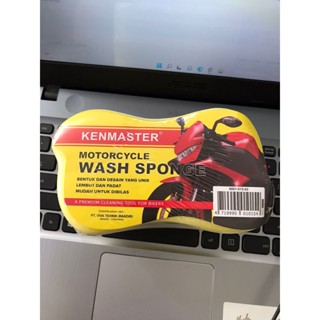 KENMASTER
MOTORCYCLE
WASH SPONGE
BENTUK DAN DESAIN YANG UNIK
LEMBUT DAN PADAT
MUDAH UNTUK DIBILAS
A PREMIUM CLEANING TOOL FOR BIKERS